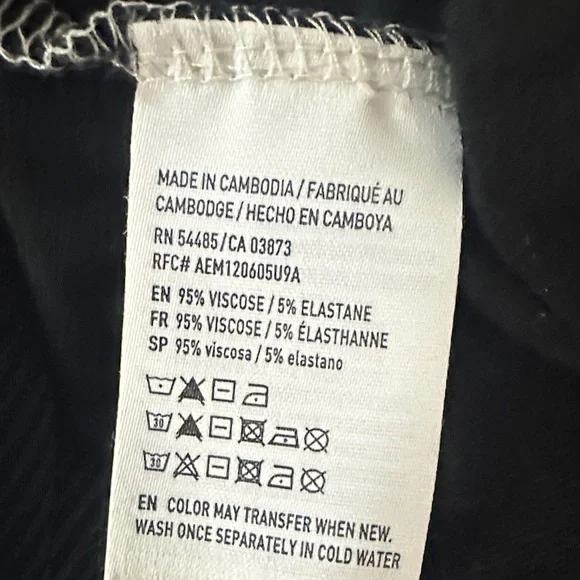 MADE IN CAMBODIA / FABRIQUÉ AU
CAMBODGE / HECHO EN CAMBOYA
RN 54485 / CA 03873
RFC# AEM120605U9A
EN 95% VISCOSE / 5% ELASTANE
FR 95% VISCOSE / 5% ÉLASTHANNE
SP 95% viscosa / 5% elastano
30
30
EN COLOR MAY TRANSFER WHEN NEW.
WASH ONCE SEPARATELY IN COLD WATER